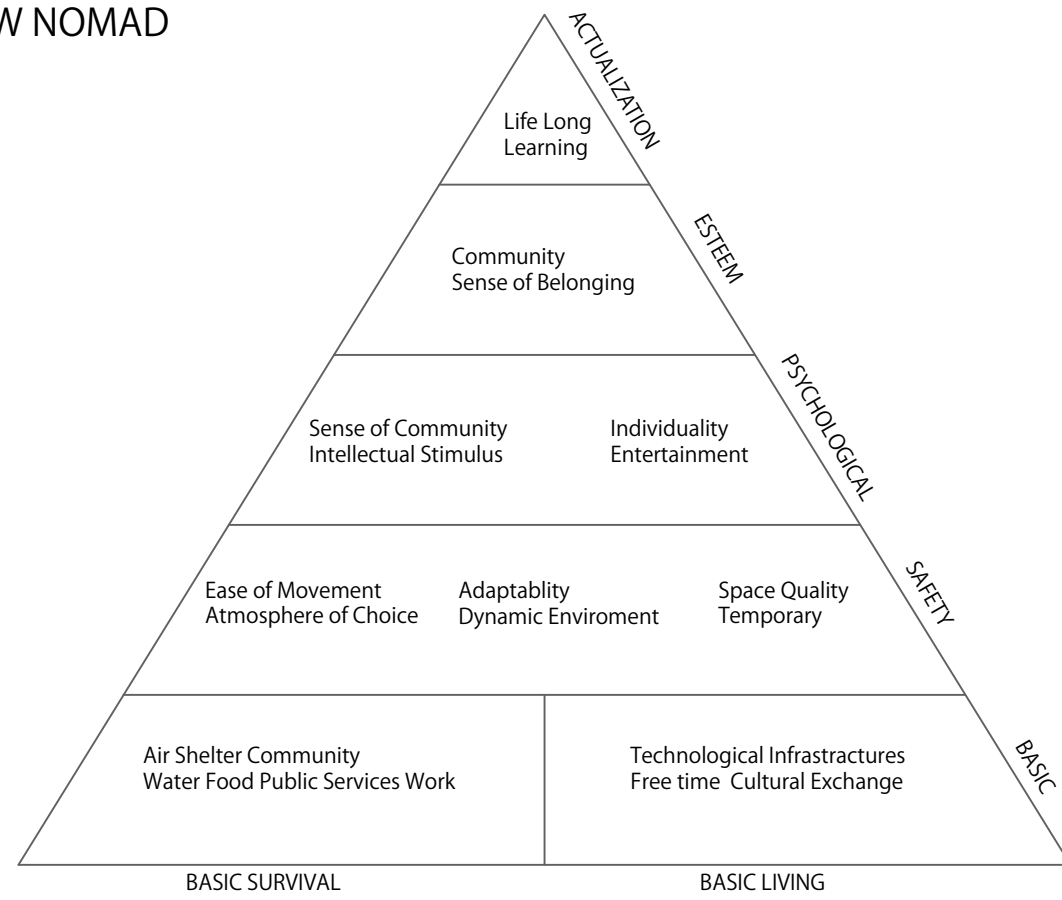 W NOMAD
ACTUALIZATION
Life Long
Learning
ESTEEM
Community
Sense of Belonging
PSYCHOLOGICAL
Sense of Community
Intellectual Stimulus
Individuality
Entertainment
SAFETY
Ease of Movement
Atmosphere of Choice
Adaptablity
Dynamic Enviroment
Space Quality
Temporary
BASIC
Air Shelter Community
Water Food Public Services Work
Technological Infrastractures
Free time  Cultural Exchange
BASIC SURVIVAL
BASIC LIVING